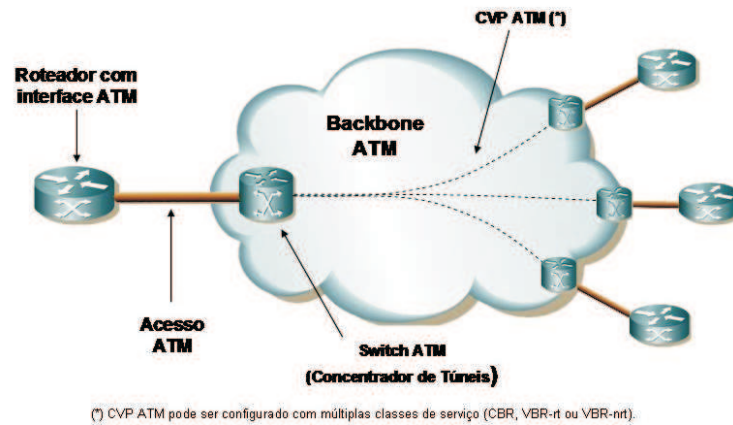 CVP ATM (*)
Roteador com
interface ATM
Backbone
ATM
Acesso
ATM
Switch ATM
(Concentrador de Túneis)
(*) CVP ATM pode ser configurado com múltiplas classes de serviço (CBR, VBR-rt ou VBR-nrt).